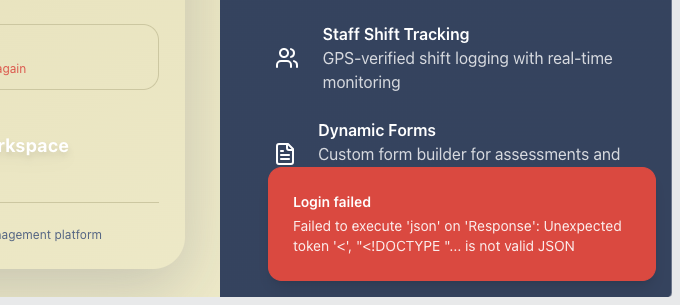 again
rkspace
nagement platform
Staff Shift Tracking
GPS-verified shift logging with real-time
monitoring
Dynamic Forms
Custom form builder for assessments and
Login failed
Failed to execute 'json' on 'Response': Unexpected
token '<', "<!DOCTYPE "... is not valid JSON